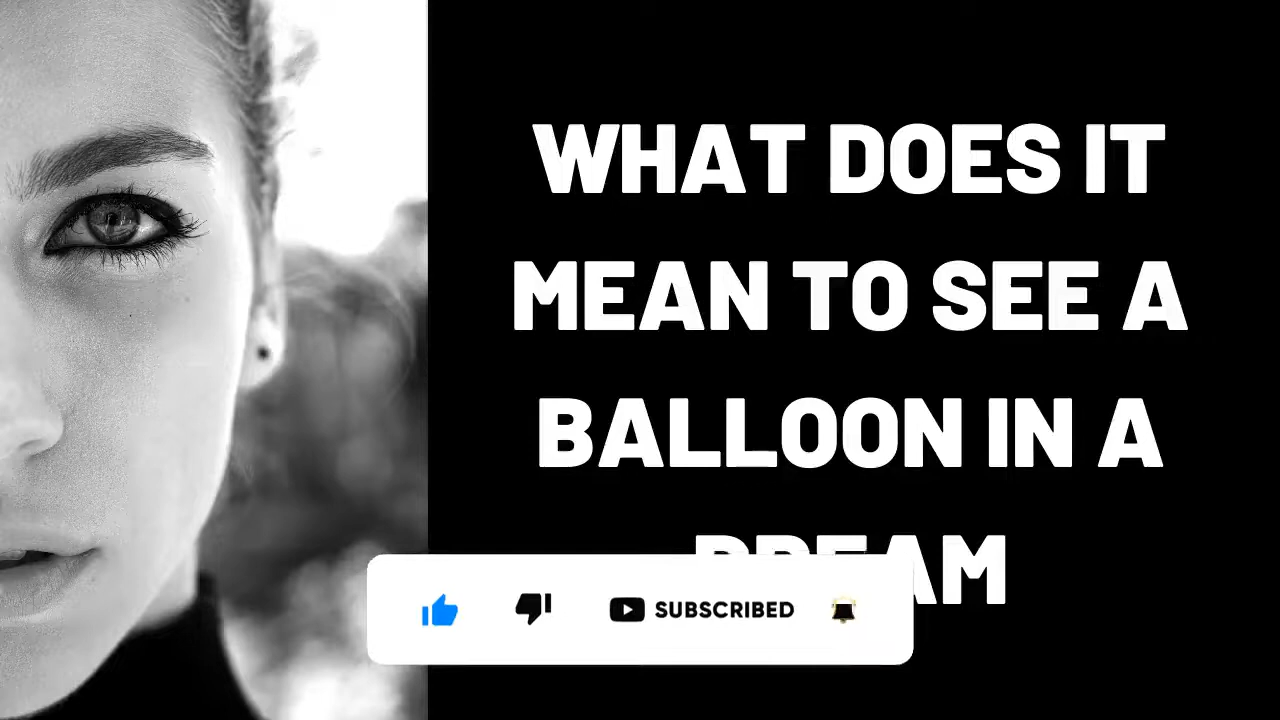 WHAT DOES IT
MEAN TO SEE A
BALLOON IN A
DREAM
SUBSCRIBED